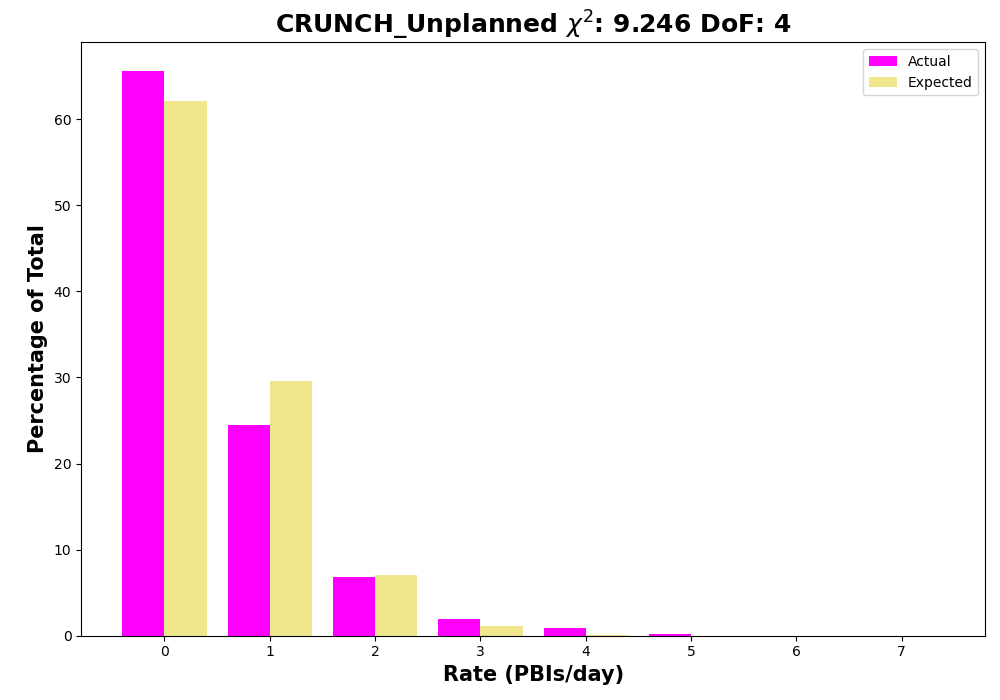 CRUNCH_Unplanned χ²: 9.246 DoF: 4
Actual
Expected
Percentage of Total
60
50
40
30
20
10
0
0 1 2 3 4 5 6 7
Rate (PBIs/day)